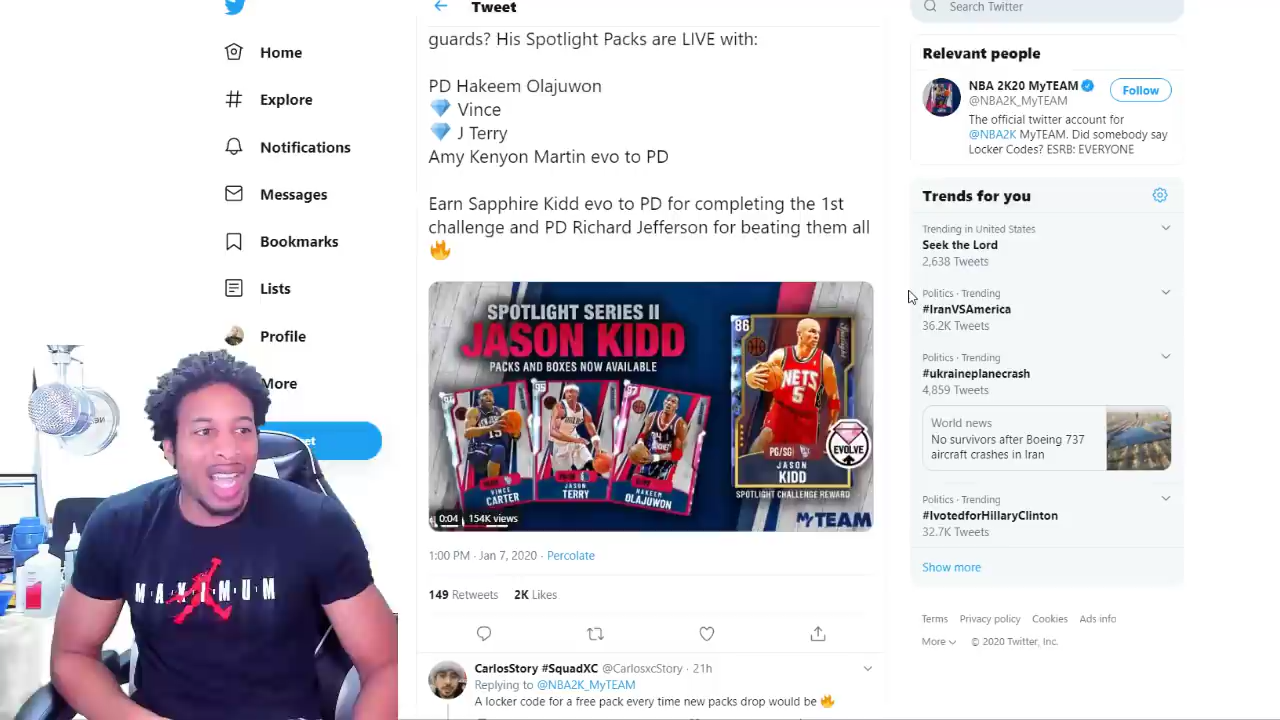 Home
Explore
Notifications
Messages
Bookmarks
Lists
Profile
More
Tweet
guards? His Spotlight Packs are LIVE with:
PD Hakeem Olajuwon
💎 Vince
💎 J Terry
Amy Kenyon Martin evo to PD
Earn Sapphire Kidd evo to PD for completing the 1st
challenge and PD Richard Jefferson for beating them all
🔥
SPOTLIGHT SERIES II
JASON KIDD
PACKS AND BOXES NOW AVAILABLE
94
95
97
VINCE
CARTER
JASON
TERRY
HAKEEM
OLAJUWON
86
NETS
5
PG/SG
EVOLVE
JASON
KIDD
SPOTLIGHT CHALLENGE REWARD
MYTEAM
0:04 154K views
1:00 PM · Jan 7, 2020 · Percolate
149 Retweets 2K Likes
CarlosStory #SquadXC @CarlosxcStory · 21h
Replying to @NBA2K_MyTEAM
A locker code for a free pack every time new packs drop would be 🔥
Search Twitter
Relevant people
NBA 2K20 MyTEAM
@NBA2K_MyTEAM
Follow
The official twitter account for
@NBA2K MyTEAM. Did somebody say
Locker Codes? ESRB: EVERYONE
Trends for you
Trending in United States
Seek the Lord
2,638 Tweets
Politics · Trending
#IranVSAmerica
36.2K Tweets
Politics · Trending
#ukraineplanecrash
4,859 Tweets
World news
No survivors after Boeing 737
aircraft crashes in Iran
Politics · Trending
#IvotedforHillaryClinton
32.7K Tweets
Show more
Terms Privacy policy Cookies Ads info
More © 2020 Twitter, Inc.
MAXIMUM